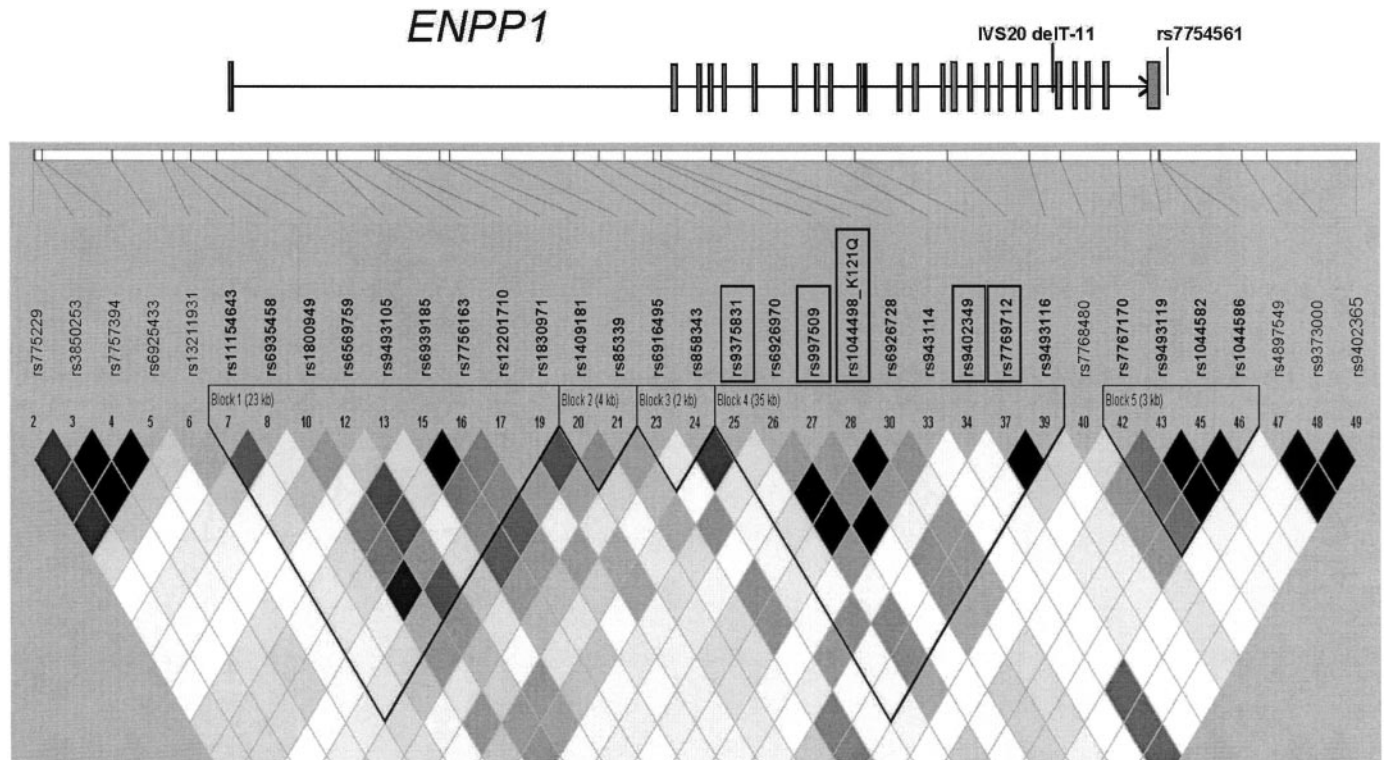 ENPP1
IVS20 delT-11
rs7754561
rs775229
rs3850253
rs7757394
rs6925433
rs13211931
rs11154643
rs6935458
rs1800949
rs6569759
rs9493105
rs6939185
rs7756163
rs12201710
rs1830971
rs1409181
rs85339
rs6916495
rs858343
rs9375831
rs6926970
rs997509
rs1044498_K121Q
rs6926728
rs943114
rs9402349
rs7769712
rs9493116
rs7768480
rs7767170
rs9493119
rs1044582
rs1044586
rs4897549
rs9373000
rs9402365
Block 1 (23 kb)
Block 2 (4 kb)
Block 3 (2 kb)
Block 4 (35 kb)
Block 5 (3 kb)
2 3 4 5 6 7 8 10 12 13 15 16 17 19 20 21 23 24 25 26 27 28 30 33 34 37 39 40 42 43 45 46 47 48 49